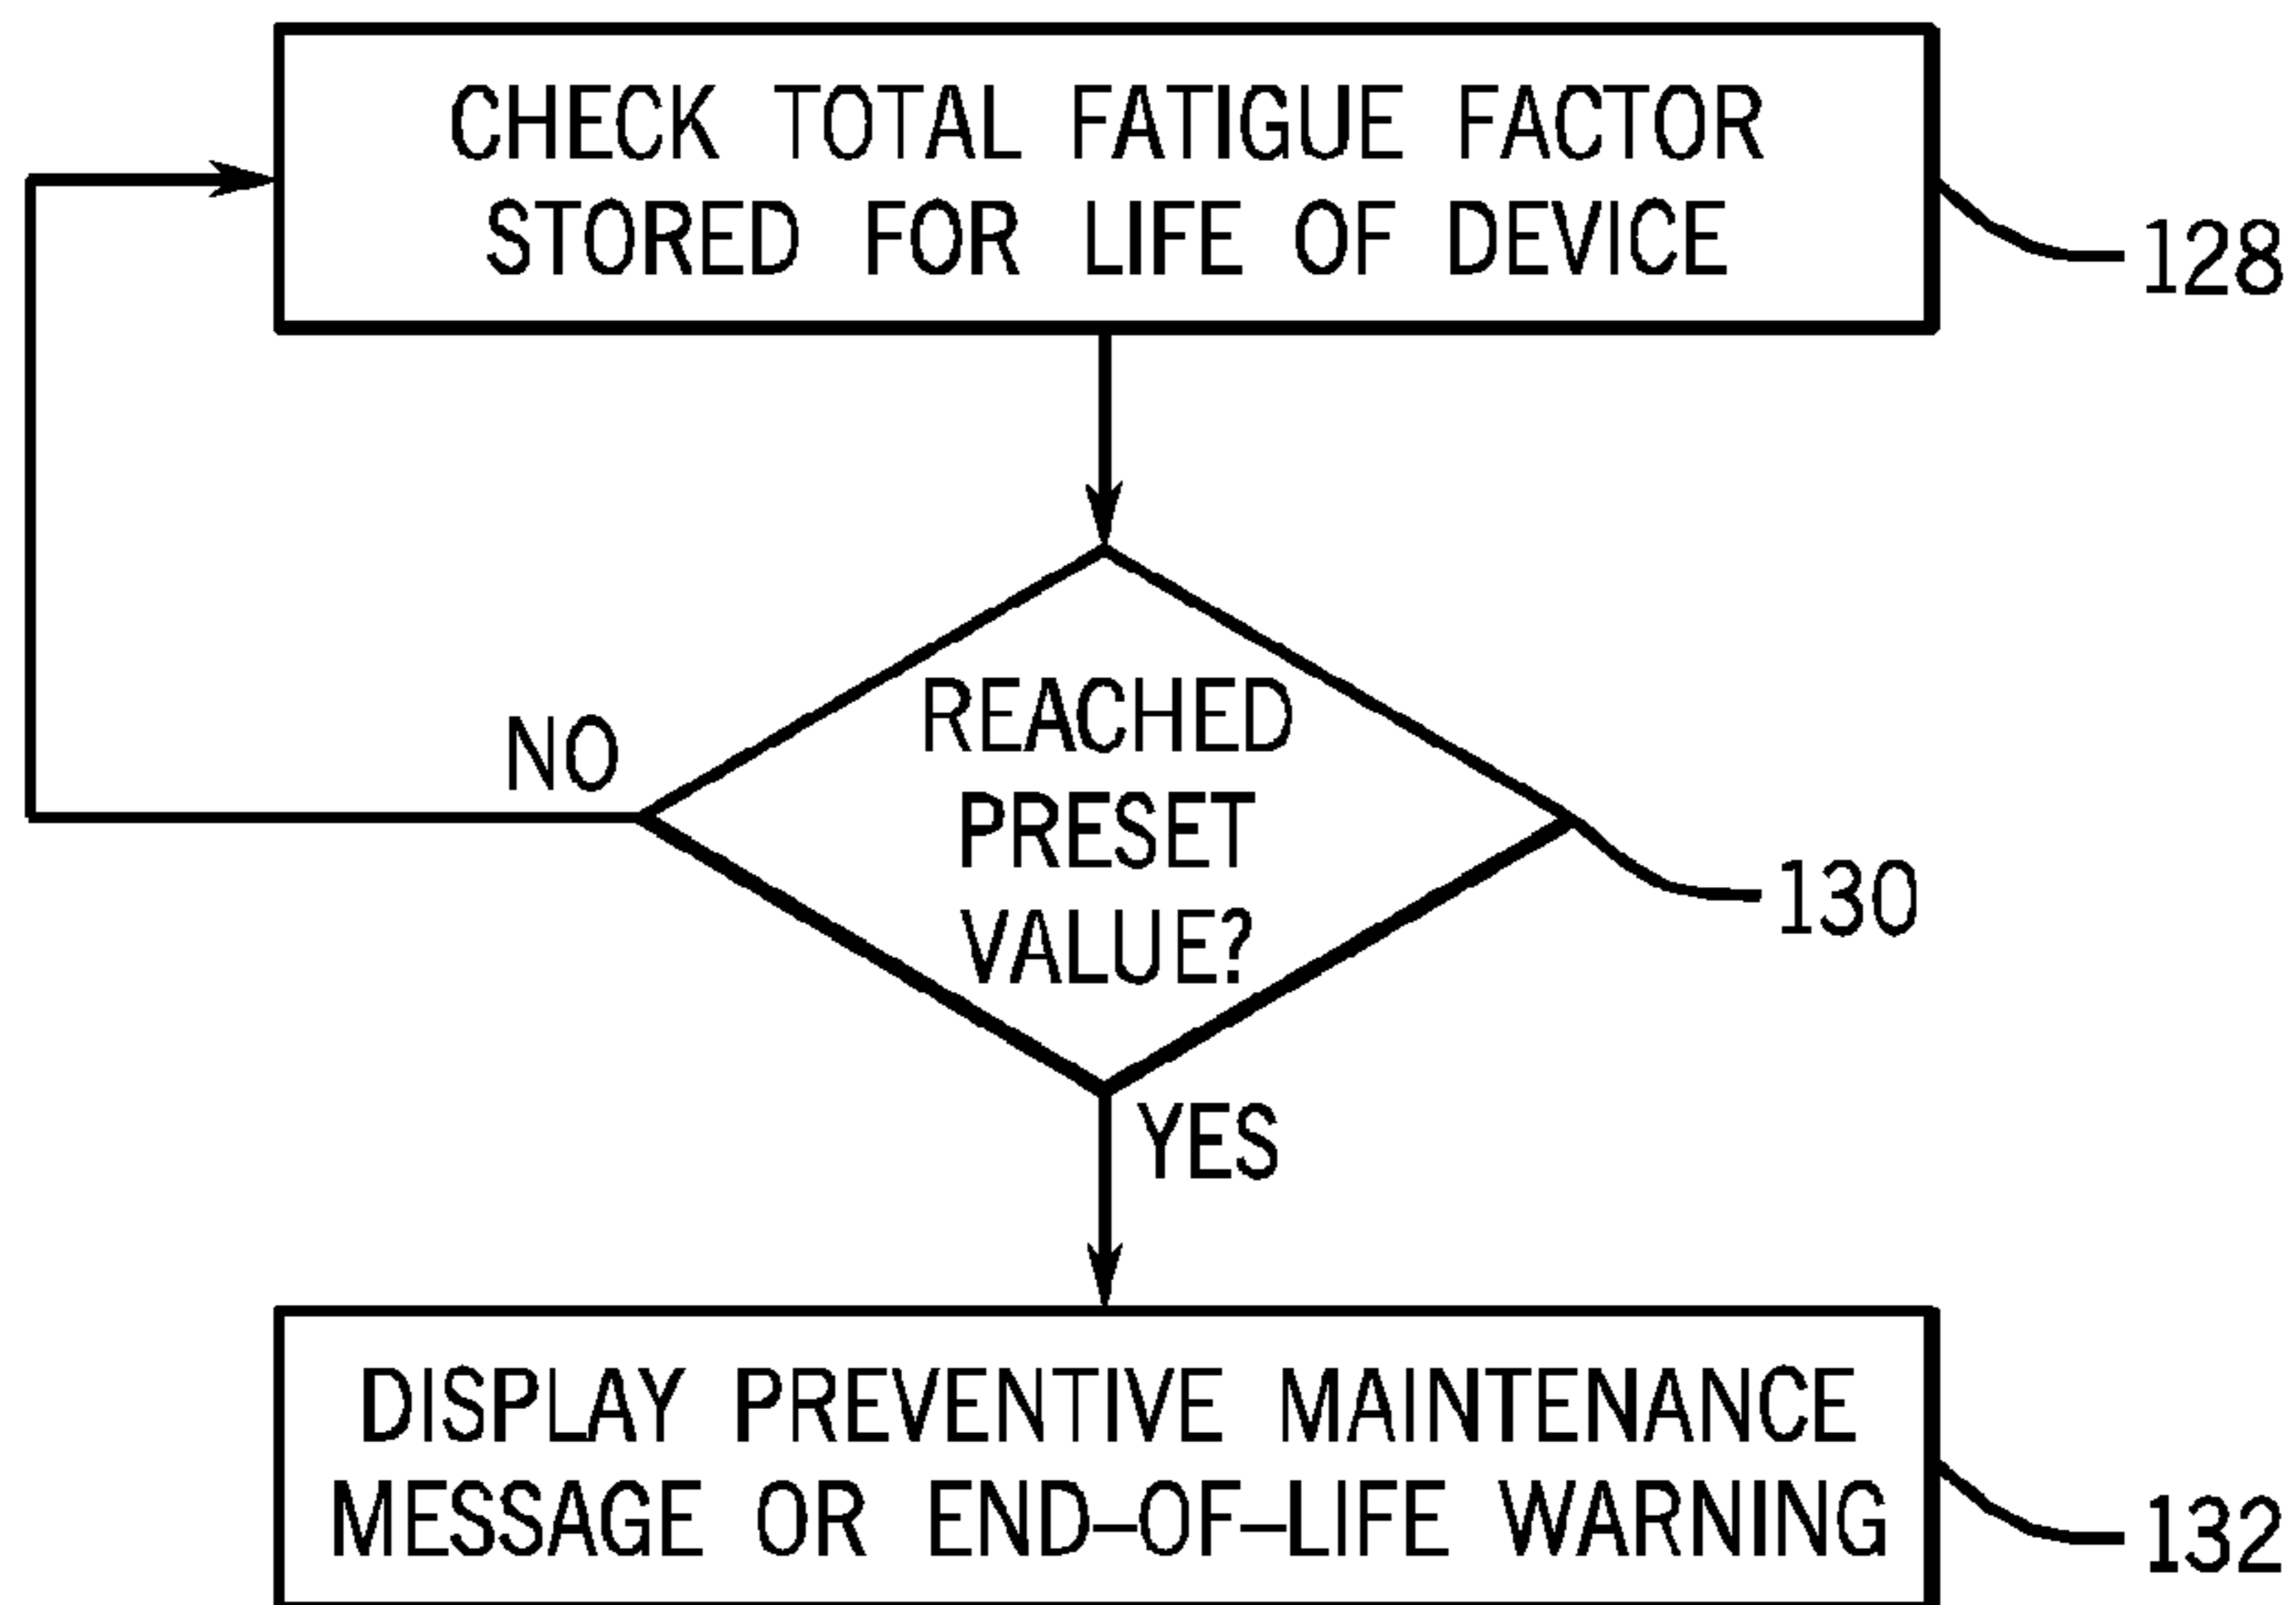 CHECK TOTAL FATIGUE FACTOR
STORED FOR LIFE OF DEVICE
128
REACHED
PRESET
VALUE?
NO
130
YES
DISPLAY PREVENTIVE MAINTENANCE
MESSAGE OR END–OF–LIFE WARNING
132